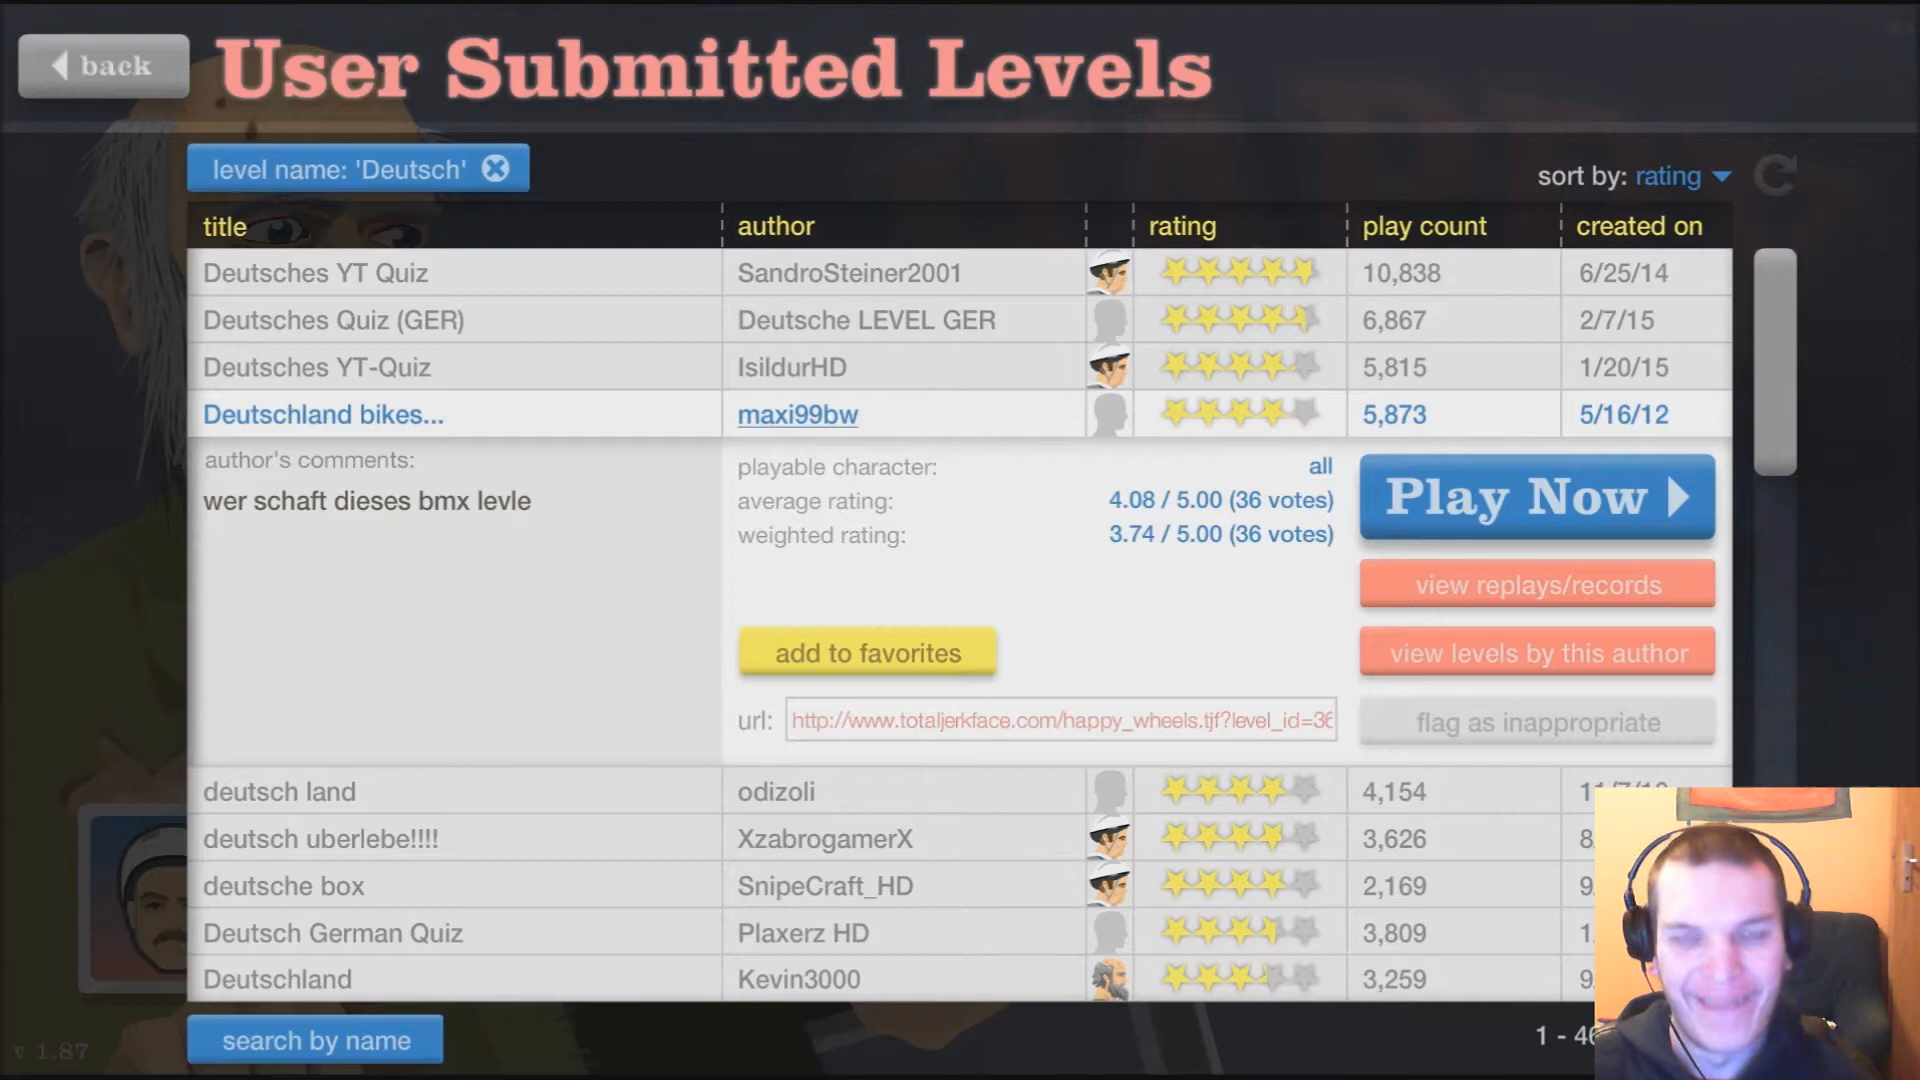 back
User Submitted Levels
level name: 'Deutsch'
sort by: rating
title author rating play count created on
Deutsches YT Quiz SandroSteiner2001 10,838 6/25/14
Deutsches Quiz (GER) Deutsche LEVEL GER 6,867 2/7/15
Deutsches YT-Quiz IsildurHD 5,815 1/20/15
Deutschland bikes... maxi99bw 5,873 5/16/12
author's comments:
wer schaft dieses bmx levle
playable character: all
average rating: 4.08 / 5.00 (36 votes)
weighted rating: 3.74 / 5.00 (36 votes)
Play Now
view replays/records
add to favorites
view levels by this author
url: http://www.totaljerkface.com/happy_wheels.tjf?level_id=36
flag as inappropriate
deutsch land odizoli 4,154
deutsch uberlebe!!!! XzabrogamerX 3,626
deutsche box SnipeCraft_HD 2,169
Deutsch German Quiz Plaxerz HD 3,809
Deutschland Kevin3000 3,259
search by name
1 - 46
v 1.87